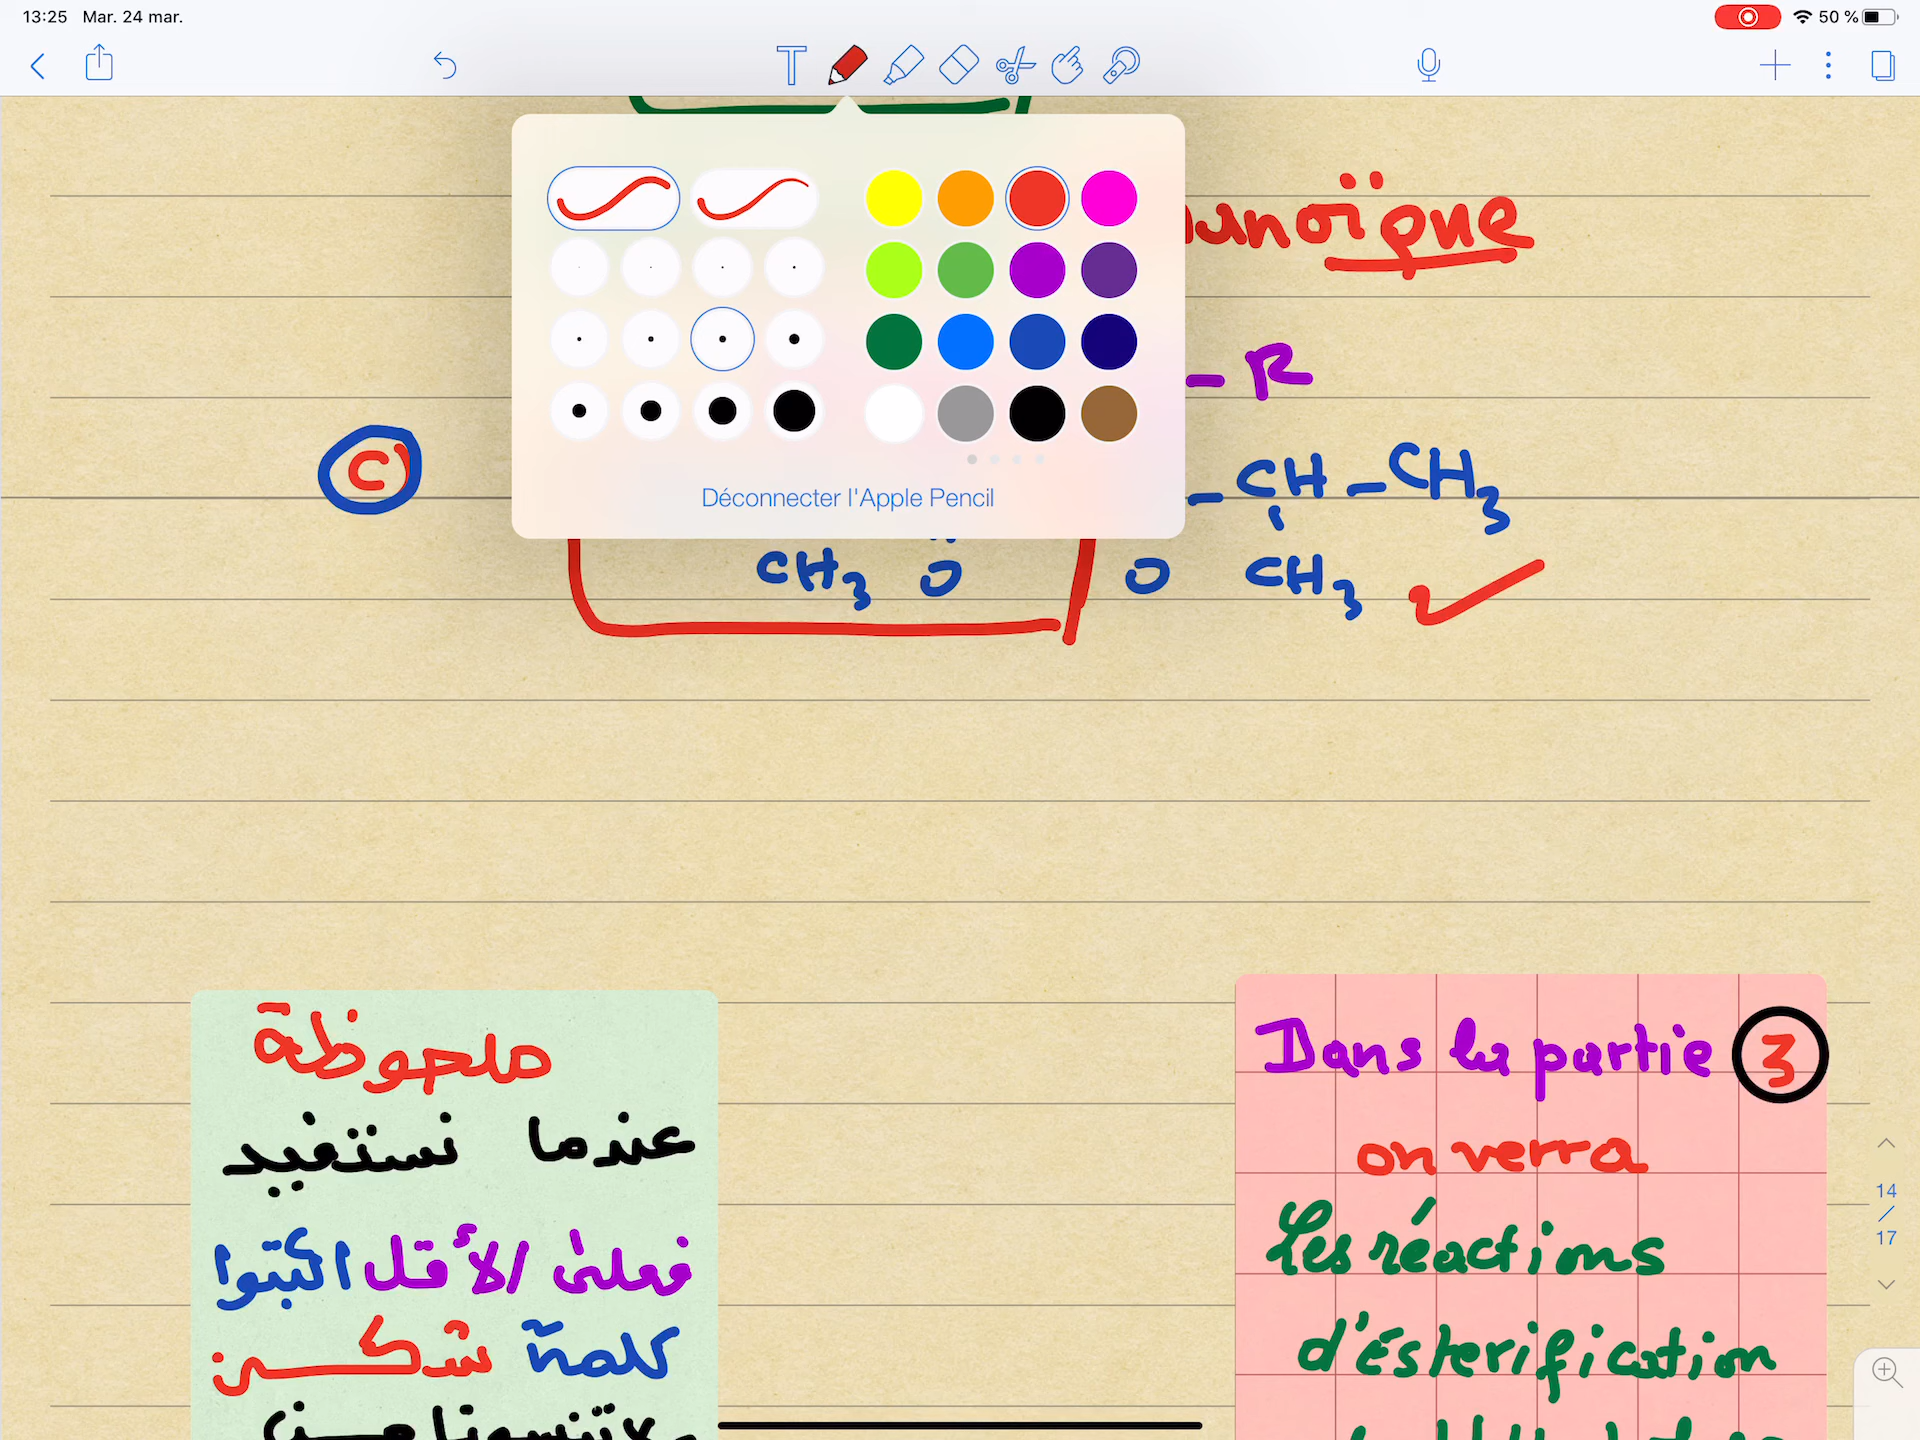 13:25 Mar. 24 mar.
50 %
T
anoïque
– R
C
– CH – CH3
CH3 O O CH3
Déconnecter l'Apple Pencil
ملحوظة
عندما نستفيد
فعلى الأقل اكتبوا
كلمة شكر
Dans la partie 3
on verra
Les réactions
d'éstérification
14
/
17